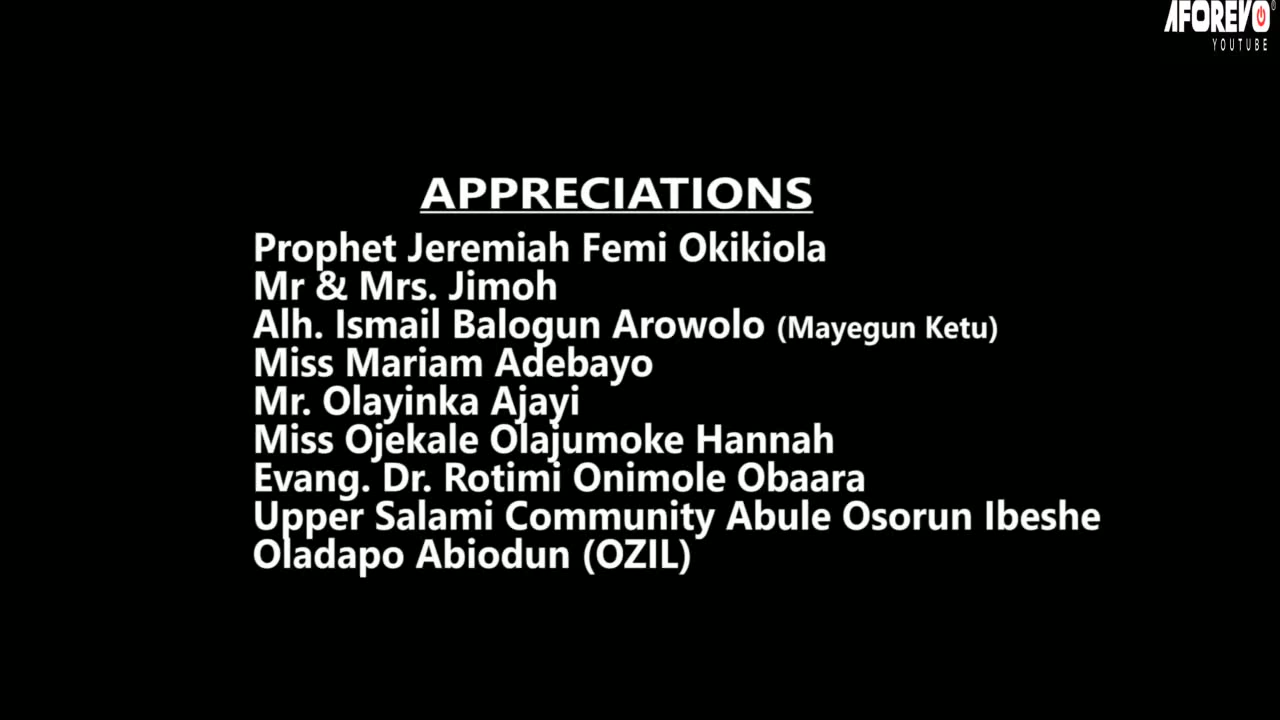 AFOREVO
YOUTUBE
APPRECIATIONS
Prophet Jeremiah Femi Okikiola
Mr & Mrs. Jimoh
Alh. Ismail Balogun Arowolo (Mayegun Ketu)
Miss Mariam Adebayo
Mr. Olayinka Ajayi
Miss Ojekale Olajumoke Hannah
Evang. Dr. Rotimi Onimole Obaara
Upper Salami Community Abule Osorun Ibeshe
Oladapo Abiodun (OZIL)